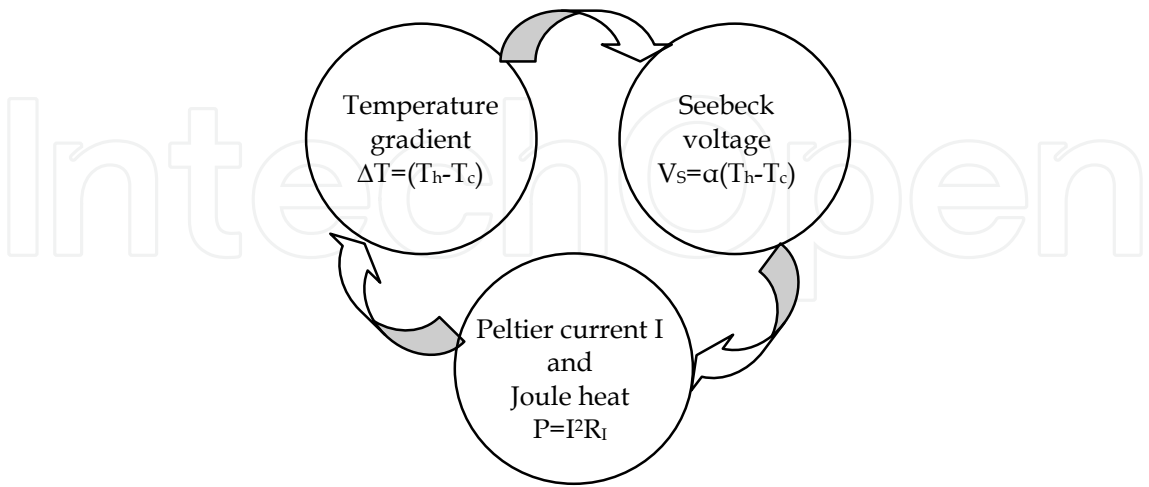 Temperature
gradient
ΔT=(Th-Tc)
Seebeck
voltage
VS=α(Th-Tc)
Peltier current I
and
Joule heat
P=I²RI
IntechOpen